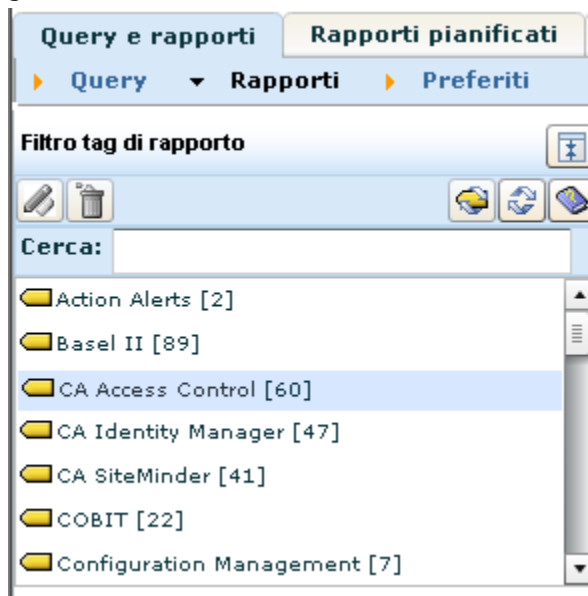 Query e rapporti Rapporti pianificati
Query Rapporti Preferiti
Filtro tag di rapporto
Cerca:
Action Alerts [2]
Basel II [89]
CA Access Control [60]
CA Identity Manager [47]
CA SiteMinder [41]
COBIT [22]
Configuration Management [7]